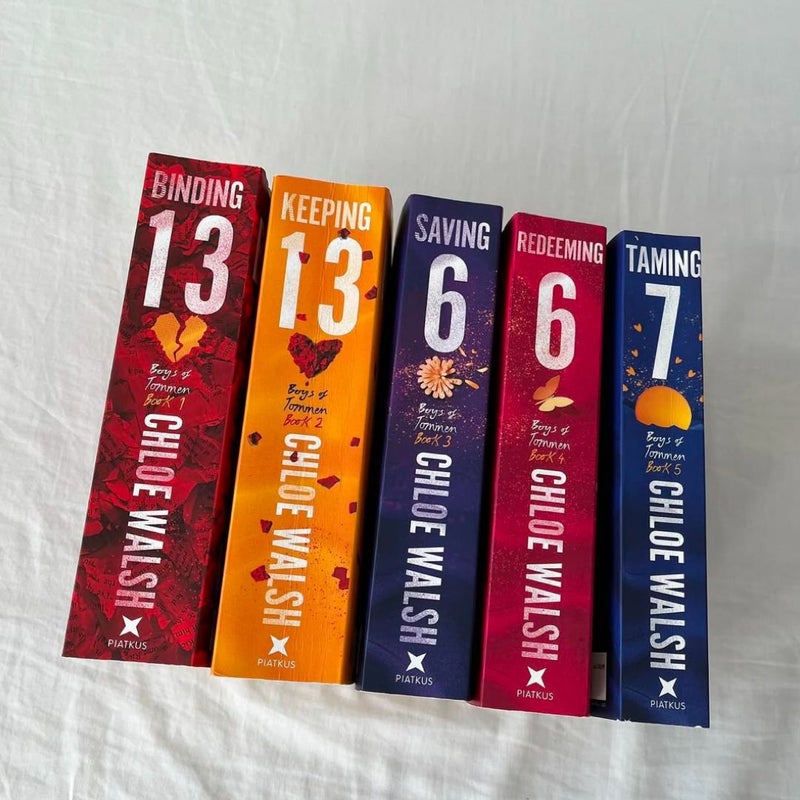 BINDING
13
Boys of
Tommen
Book 1
CHLOE WALSH
PIATKUS
KEEPING
13
Boys of
Tommen
Book 2
CHLOE WALSH
PIATKUS
SAVING
6
Boys of
Tommen
Book 3
CHLOE WALSH
PIATKUS
REDEEMING
6
Boys of
Tommen
Book 4
CHLOE WALSH
PIATKUS
TAMING
7
Boys of
Tommen
Book 5
CHLOE WALSH
PIATKUS